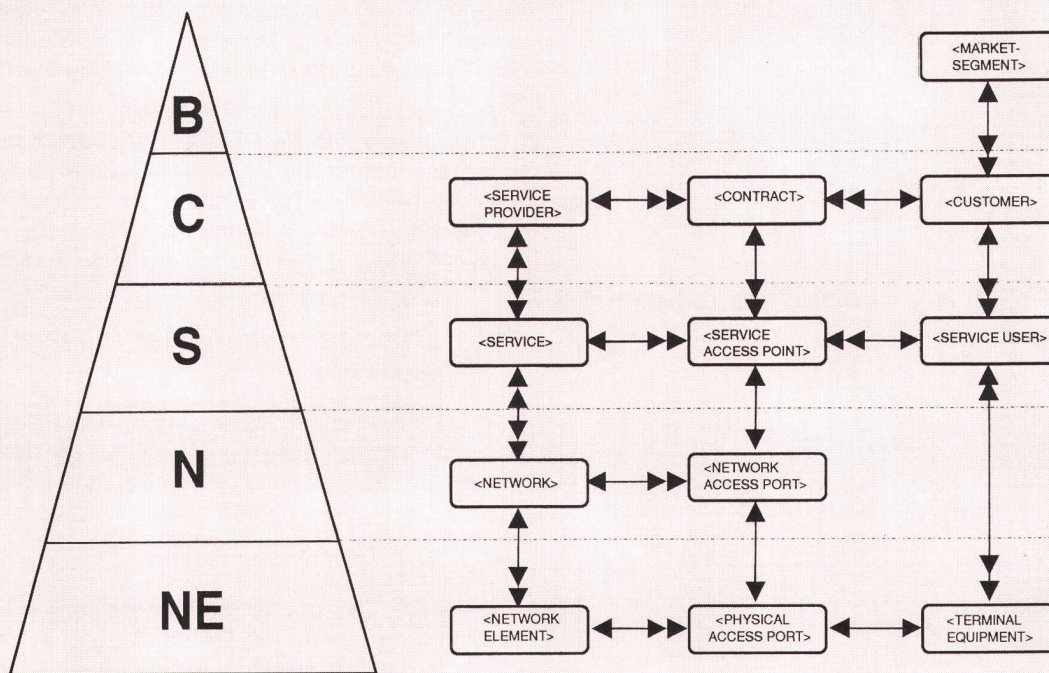 B
<MARKET-
SEGMENT>
C
<SERVICE
PROVIDER>
<CONTRACT>
<CUSTOMER>
S
<SERVICE>
<SERVICE
ACCESS POINT>
<SERVICE USER>
N
<NETWORK>
<NETWORK
ACCESS PORT>
NE
<NETWORK
ELEMENT>
<PHYSICAL
ACCESS PORT>
<TERMINAL
EQUIPMENT>